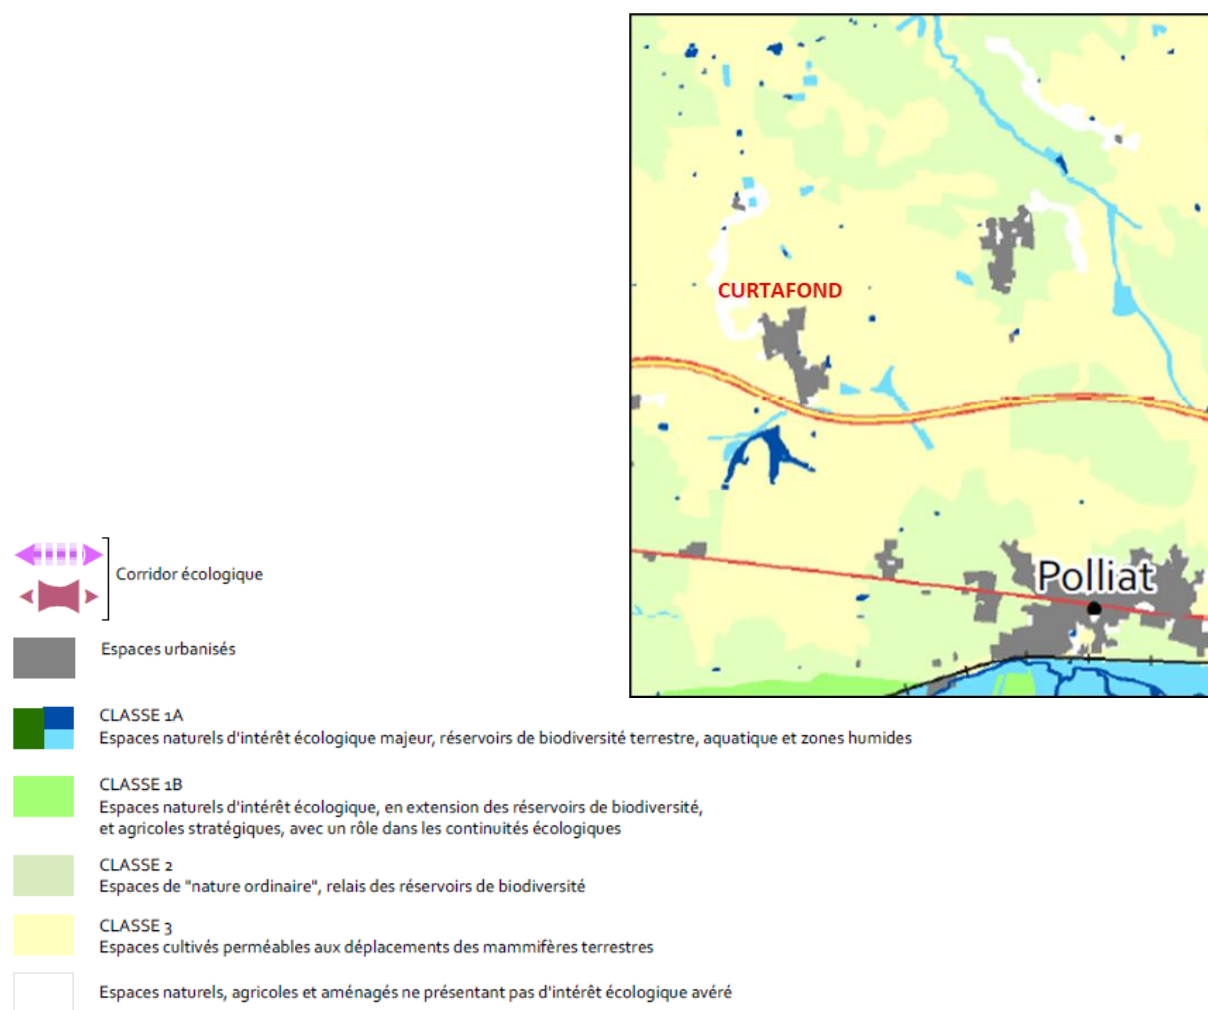 CURTAFOND
Polliat
Corridor écologique
Espaces urbanisés
CLASSE 1A
Espaces naturels d'intérêt écologique majeur, réservoirs de biodiversité terrestre, aquatique et zones humides
CLASSE 1B
Espaces naturels d'intérêt écologique, en extension des réservoirs de biodiversité,
et agricoles stratégiques, avec un rôle dans les continuités écologiques
CLASSE 2
Espaces de "nature ordinaire", relais des réservoirs de biodiversité
CLASSE 3
Espaces cultivés perméables aux déplacements des mammifères terrestres
Espaces naturels, agricoles et aménagés ne présentant pas d'intérêt écologique avéré